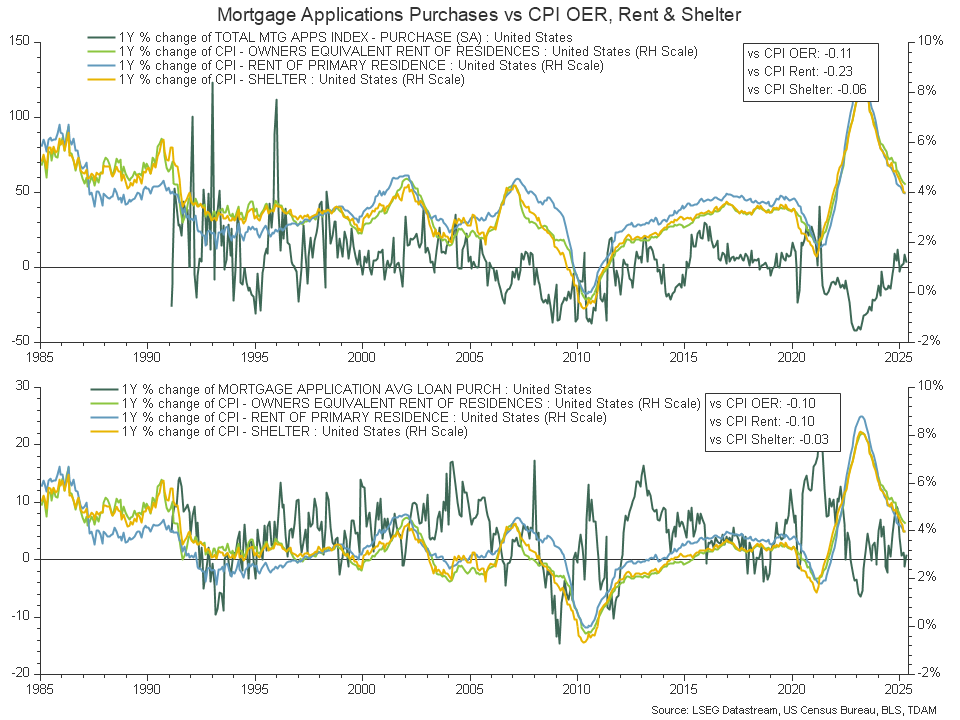 Mortgage Applications Purchases vs CPI OER, Rent & Shelter
1Y % change of TOTAL MTG APPS INDEX - PURCHASE (SA) : United States
1Y % change of CPI - OWNERS EQUIVALENT RENT OF RESIDENCES : United States (RH Scale)
1Y % change of CPI - RENT OF PRIMARY RESIDENCE : United States (RH Scale)
1Y % change of CPI - SHELTER : United States (RH Scale)
vs CPI OER: -0.11
vs CPI Rent: -0.23
vs CPI Shelter: -0.06
150
100
50
0
-50
10%
8%
6%
4%
2%
0%
-2%
1985 1990 1995 2000 2005 2010 2015 2020 2025
1Y % change of MORTGAGE APPLICATION AVG LOAN PURCH : United States
1Y % change of CPI - OWNERS EQUIVALENT RENT OF RESIDENCES : United States (RH Scale)
1Y % change of CPI - RENT OF PRIMARY RESIDENCE : United States (RH Scale)
1Y % change of CPI - SHELTER : United States (RH Scale)
vs CPI OER: -0.10
vs CPI Rent: -0.10
vs CPI Shelter: -0.03
30
20
10
0
-10
-20
10%
8%
6%
4%
2%
0%
-2%
1985 1990 1995 2000 2005 2010 2015 2020 2025
Source: LSEG Datastream, US Census Bureau, BLS, TDAM